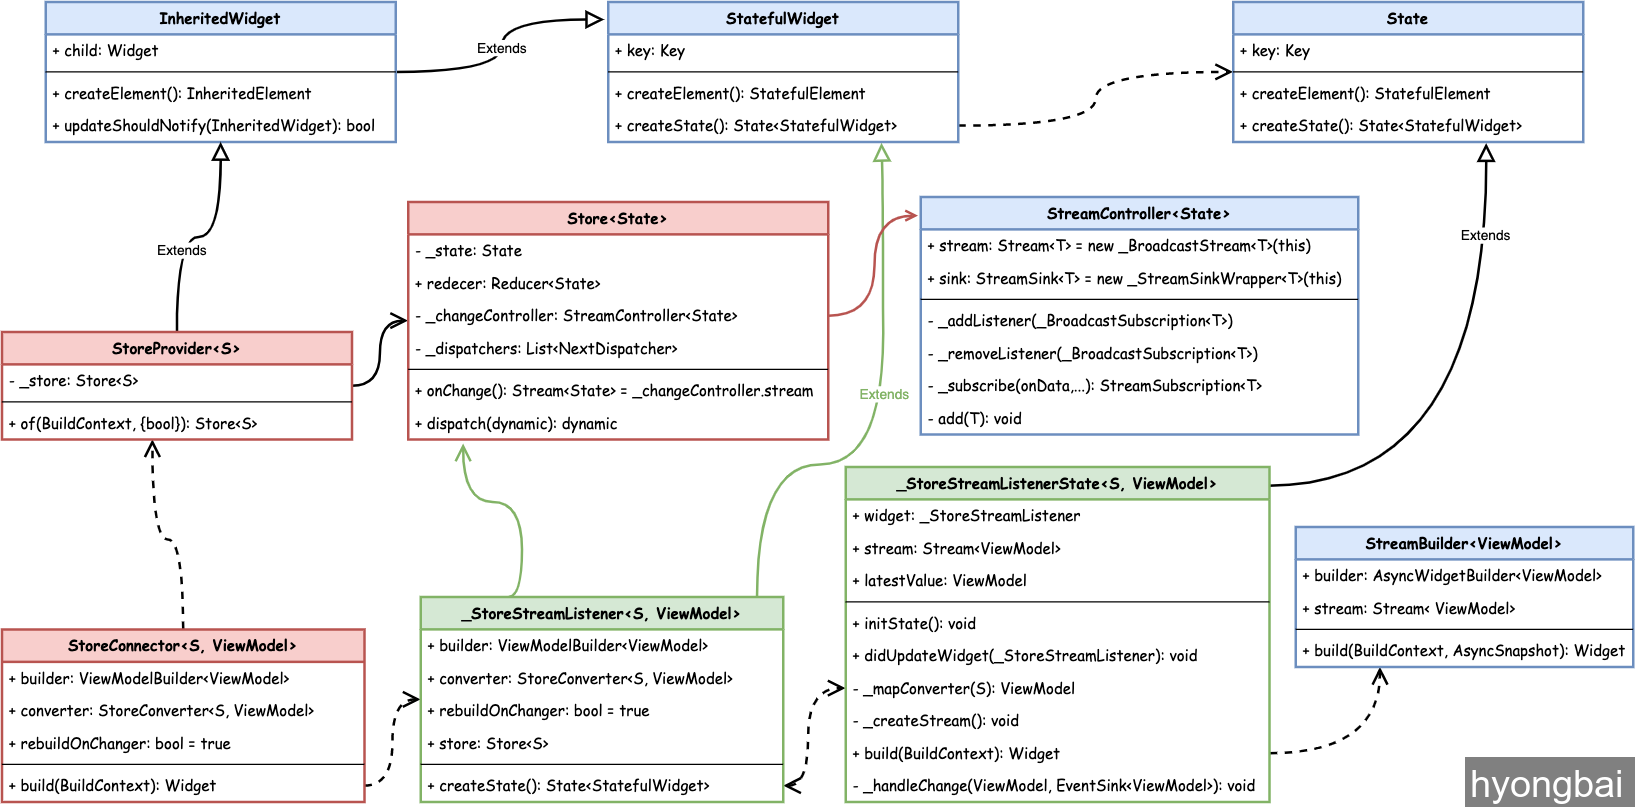 InheritedWidget
+ child: Widget
+ createElement(): InheritedElement
+ updateShouldNotify(InheritedWidget): bool
Extends
StatefulWidget
+ key: Key
+ createElement(): StatefulElement
+ createState(): State<StatefulWidget>
State
+ key: Key
+ createElement(): StatefulElement
+ createState(): State<StatefulWidget>
Extends
Store<State>
- _state: State
+ redecer: Reducer<State>
- _changeController: StreamController<State>
- _dispatchers: List<NextDispatcher>
+ onChange(): Stream<State> = _changeController.stream
+ dispatch(dynamic): dynamic
StreamController<State>
+ stream: Stream<T> = new _BroadcastStream<T>(this)
+ sink: StreamSink<T> = new _StreamSinkWrapper<T>(this)
- _addListener(_BroadcastSubscription<T>)
- _removeListener(_BroadcastSubscription<T>)
- _subscribe(onData,...): StreamSubscription<T>
- add(T): void
Extends
StoreProvider<S>
- _store: Store<S>
+ of(BuildContext, {bool}): Store<S>
Extends
_StoreStreamListenerState<S, ViewModel>
+ widget: _StoreStreamListener
+ stream: Stream<ViewModel>
+ latestValue: ViewModel
+ initState(): void
+ didUpdateWidget(_StoreStreamListener): void
- _mapConverter(S): ViewModel
- _createStream(): void
+ build(BuildContext): Widget
- _handleChange(ViewModel, EventSink<ViewModel>): void
StreamBuilder<ViewModel>
+ builder: AsyncWidgetBuilder<ViewModel>
+ stream: Stream< ViewModel>
+ build(BuildContext, AsyncSnapshot): Widget
StoreConnector<S, ViewModel>
+ builder: ViewModelBuilder<ViewModel>
+ converter: StoreConverter<S, ViewModel>
+ rebuildOnChanger: bool = true
+ build(BuildContext): Widget
_StoreStreamListener<S, ViewModel>
+ builder: ViewModelBuilder<ViewModel>
+ converter: StoreConverter<S, ViewModel>
+ rebuildOnChanger: bool = true
+ store: Store<S>
+ createState(): State<StatefulWidget>
hyongbai